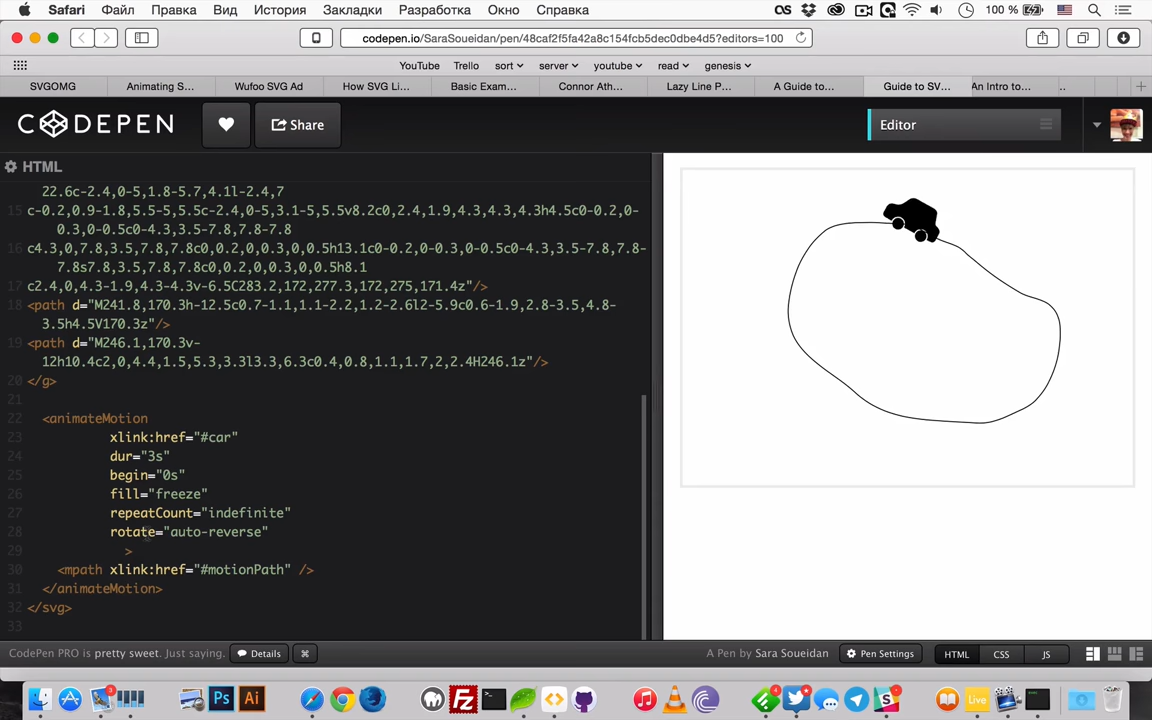 Safari Файл Правка Вид История Закладки Разработка Окно Справка 100 %
codepen.io/SaraSoueidan/pen/48caf2f5fa42a8c154fcb5dec0dbe4d5?editors=100
YouTube Trello sort server youtube read genesis
SVGOMG Animating S... Wufoo SVG Ad How SVG Li... Basic Exam... Connor Ath... Lazy Line P... A Guide to... Guide to SV... An Intro to... ..
CODEPEN Share Editor
HTML
22.6c-2.4,0-5,1.8-5.7,4.1l-2.4,7
15 c-0.2,0.9-1.8,5.5-5,5.5c-2.4,0-5,3.1-5,5.5v8.2c0,2.4,1.9,4.3,4.3,4.3h4.5c0-0.2,0-
0.3,0-0.5c0-4.3,3.5-7.8,7.8-7.8
16 c4.3,0,7.8,3.5,7.8,7.8c0,0.2,0,0.3,0,0.5h13.1c0-0.2,0-0.3,0-0.5c0-4.3,3.5-7.8,7.8-
7.8s7.8,3.5,7.8,7.8c0,0.2,0,0.3,0,0.5h8.1
17 c2.4,0,4.3-1.9,4.3-4.3v-6.5C283.2,172,277.3,172,275,171.4z"/>
18 <path d="M241.8,170.3h-12.5c0.7-1.1,1.1-2.2,1.2-2.6l2-5.9c0.6-1.9,2.8-3.5,4.8-
3.5h4.5V170.3z"/>
19 <path d="M246.1,170.3v-
12h10.4c2,0,4.4,1.5,5.3,3.3l3.3,6.3c0.4,0.8,1.1,1.7,2,2.4H246.1z"/>
20 </g>
21
22 <animateMotion
23 xlink:href="#car"
24 dur="3s"
25 begin="0s"
26 fill="freeze"
27 repeatCount="indefinite"
28 rotate="auto-reverse"
29 >
30 <mpath xlink:href="#motionPath" />
31 </animateMotion>
32 </svg>
33
CodePen PRO is pretty sweet. Just saying. Details ⌘ A Pen by Sara Soueidan Pen Settings HTML CSS JS